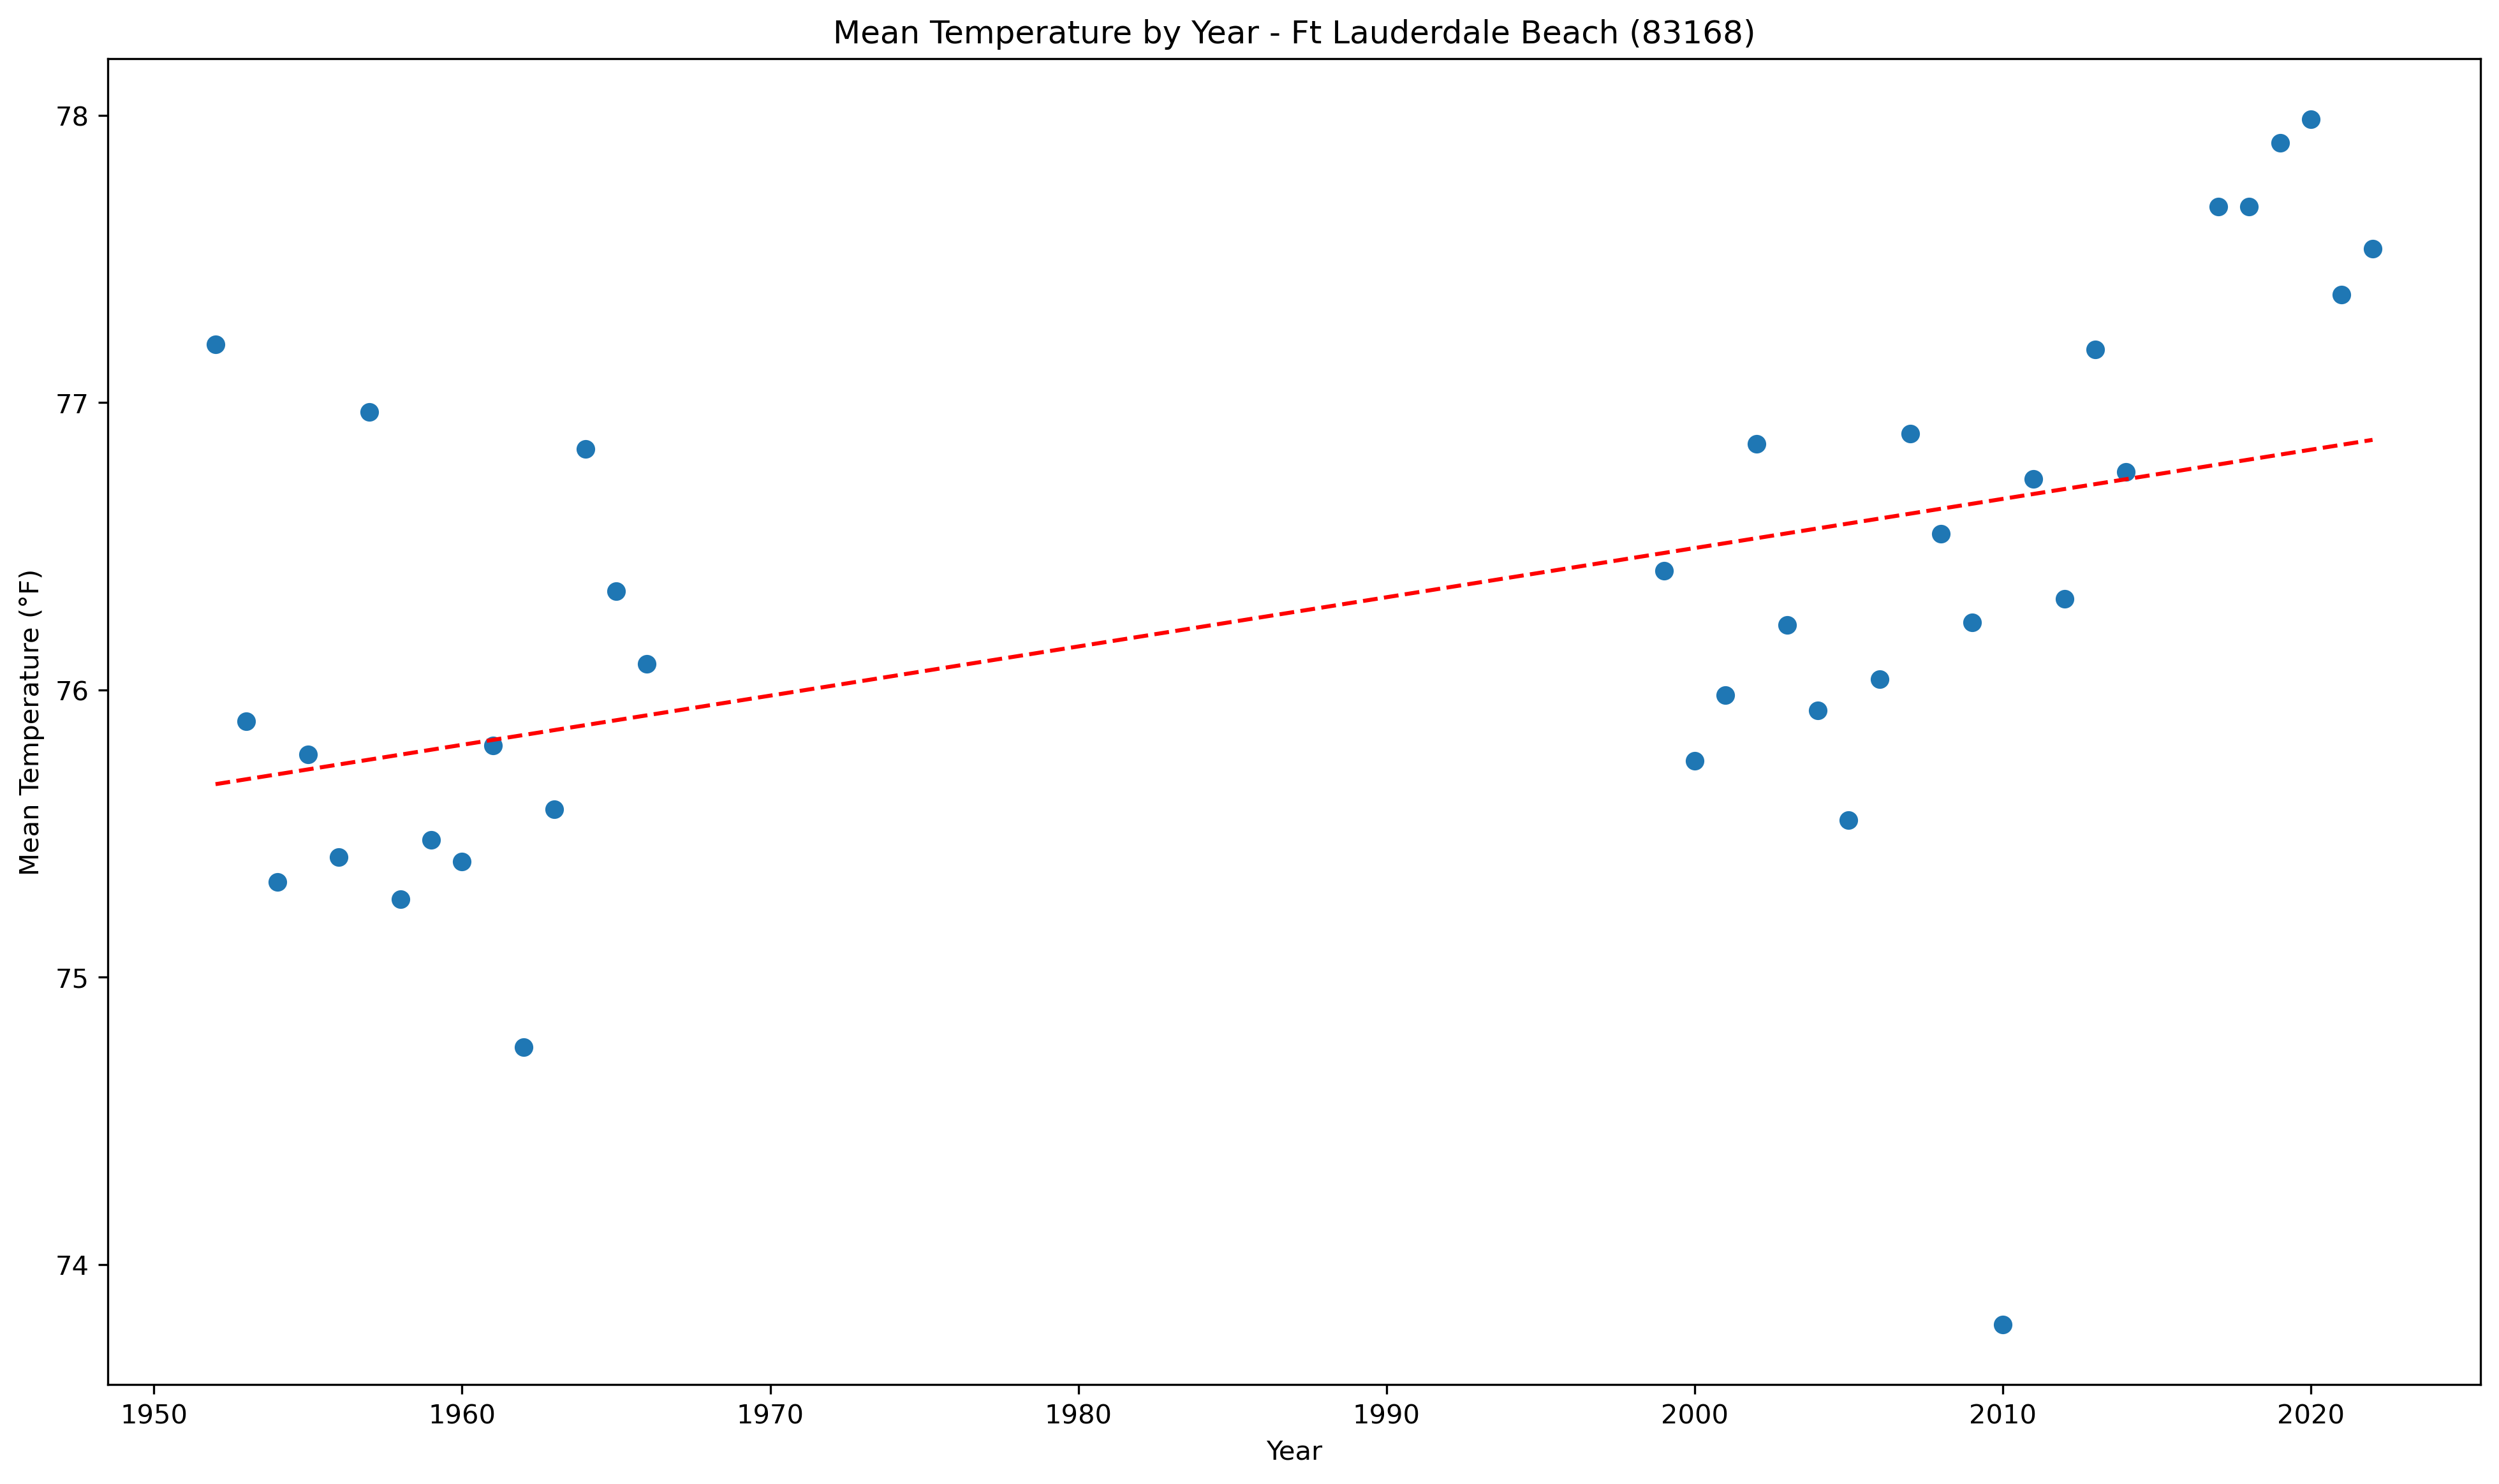 Mean Temperature by Year - Ft Lauderdale Beach (83168)
Mean Temperature (°F)
78
77
76
75
74
1950 1960 1970 1980 1990 2000 2010 2020
Year